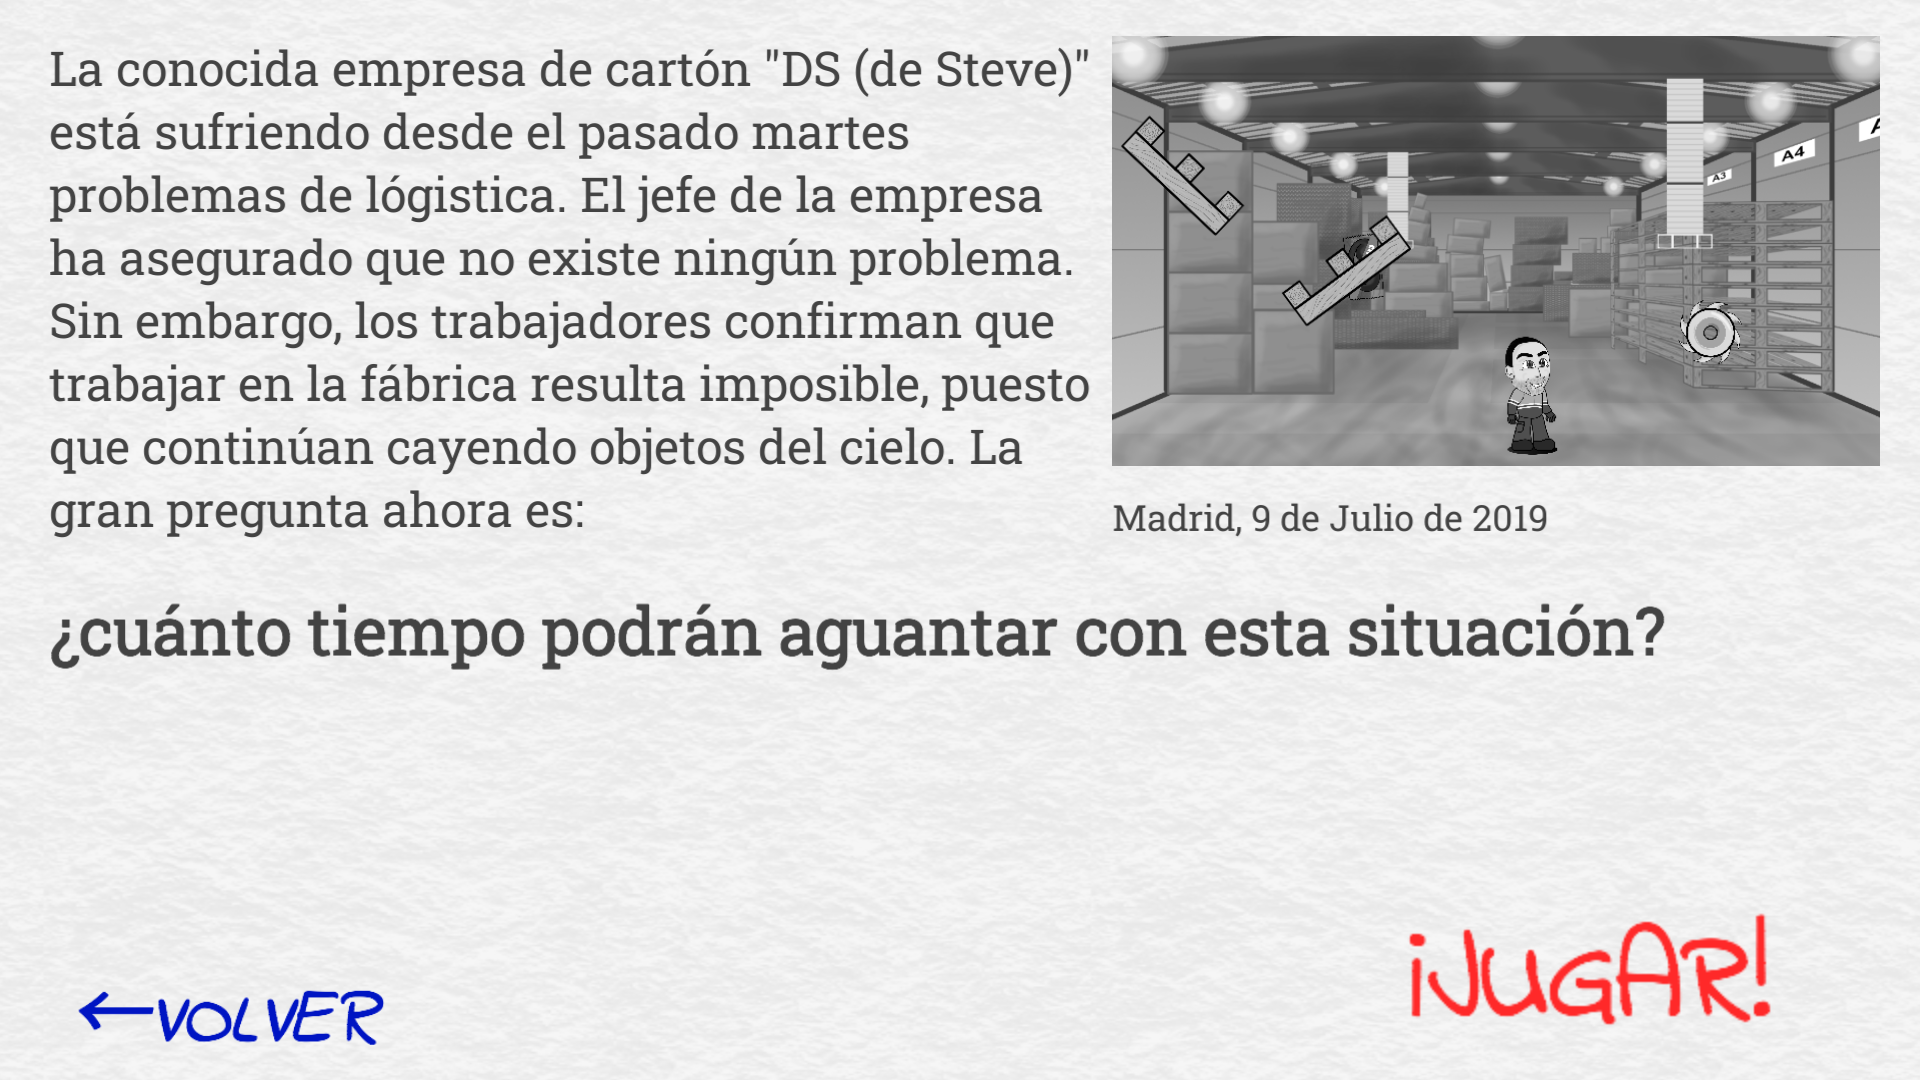 La conocida empresa de cartón "DS (de Steve)"
está sufriendo desde el pasado martes
problemas de lógistica. El jefe de la empresa
ha asegurado que no existe ningún problema.
Sin embargo, los trabajadores confirman que
trabajar en la fábrica resulta imposible, puesto
que continúan cayendo objetos del cielo. La
gran pregunta ahora es:
A4
A3
Madrid, 9 de Julio de 2019
¿cuánto tiempo podrán aguantar con esta situación?
←VOLVER
¡JUGAR!